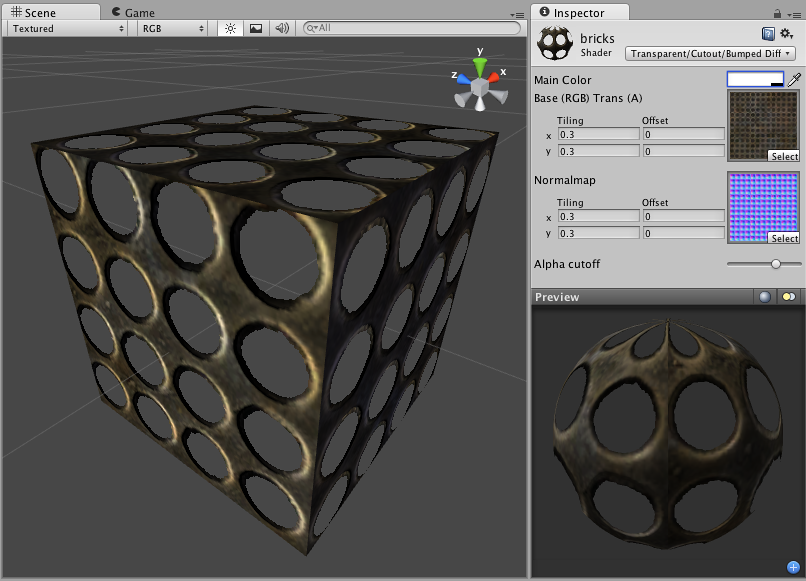 Scene Game
Textured RGB All
y
x
z
Inspector
bricks
Shader Transparent/Cutout/Bumped Diff
Main Color
Base (RGB) Trans (A)
Tiling Offset
x 0.3 0
y 0.3 0
Select
Normalmap
Tiling Offset
x 0.3 0
y 0.3 0
Select
Alpha cutoff
Preview